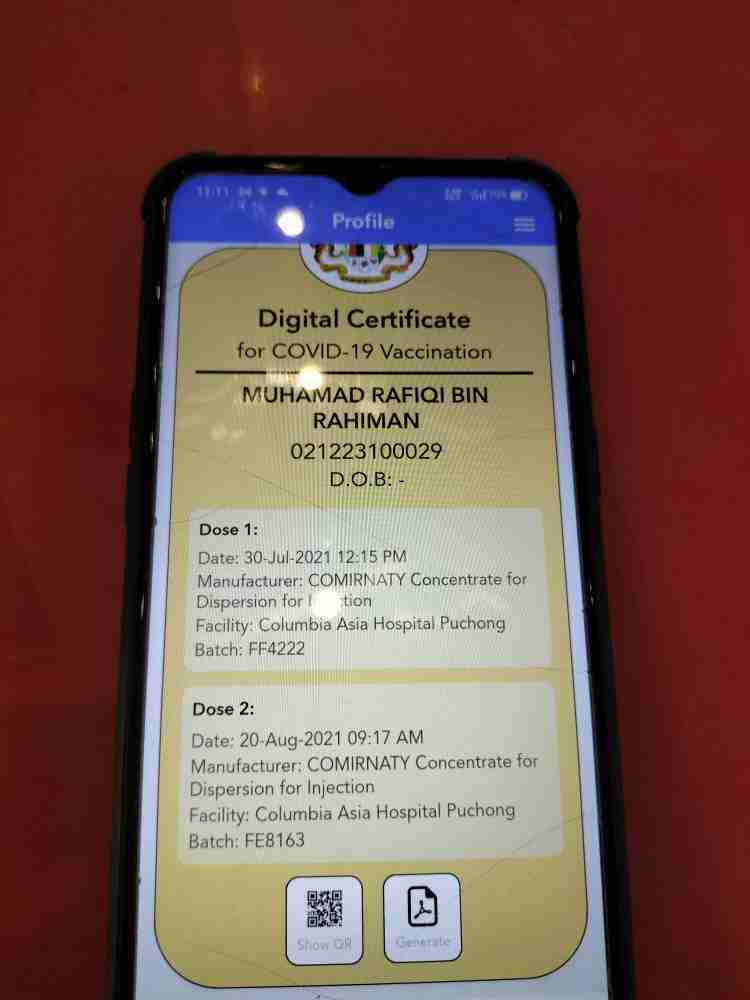 11:11
Profile
Digital Certificate
for COVID-19 Vaccination
MUHAMAD RAFIQI BIN
RAHIMAN
021223100029
D.O.B: -
Dose 1:
Date: 30-Jul-2021 12:15 PM
Manufacturer: COMIRNATY Concentrate for
Dispersion for tion
Facility: Columbia Asia Hospital Puchong
Batch: FF4222
Dose 2:
Date: 20-Aug-2021 09:17 AM
Manufacturer: COMIRNATY Concentrate for
Dispersion for Injection
Facility: Columbia Asia Hospital Puchong
Batch: FE8163
Show QR
Generate